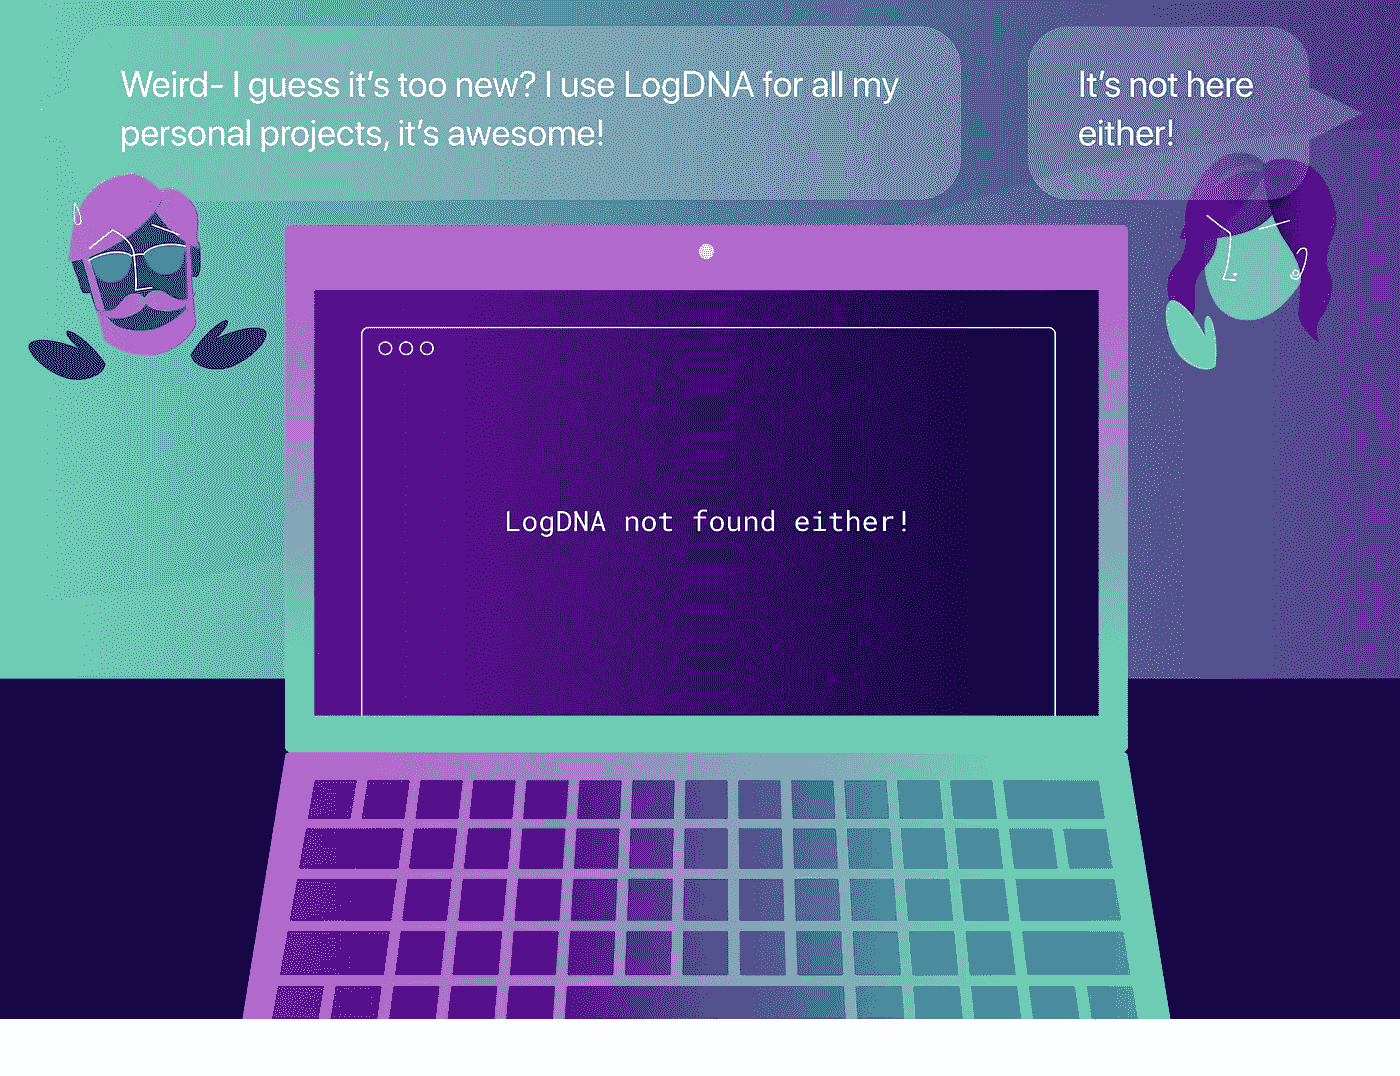 Weird- I guess it's too new? I use LogDNA for all my
personal projects, it's awesome!
It's not here
either!
LogDNA not found either!